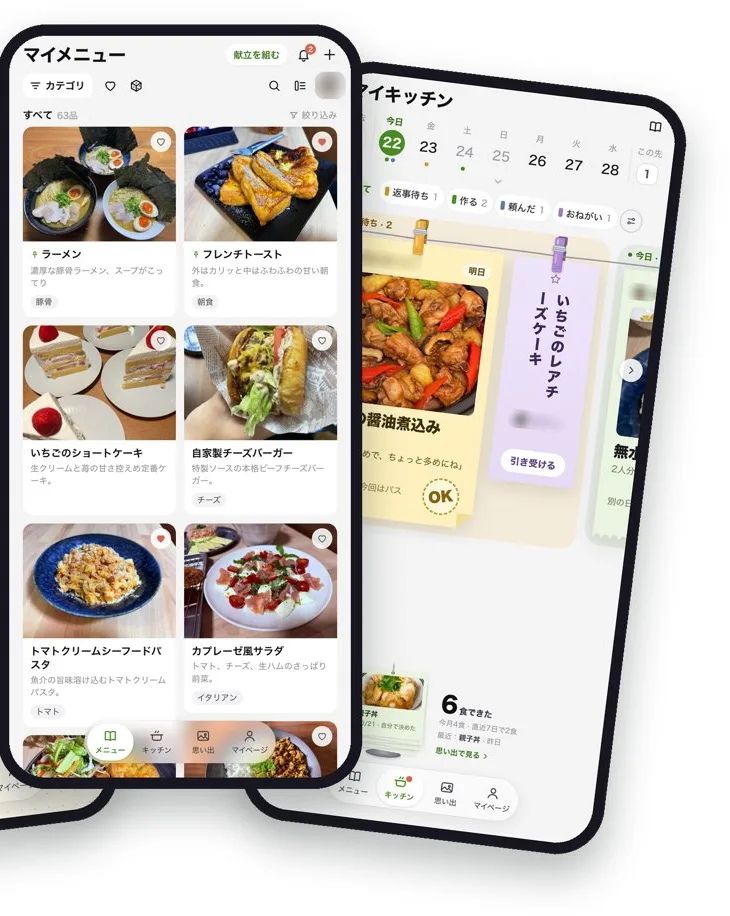 マイメニュー
献立を組む
2
カテゴリ
すべて 63品
絞り込み
ラーメン
濃厚な豚骨ラーメン、スープがこっ
てり
豚骨
フレンチトースト
外はカリッと中はふわふわの甘い朝
食。
朝食
いちごのショートケーキ
生クリームと苺の甘さ控えめ定番ケ
ーキ。
自家製チーズバーガー
特製ソースの本格ビーフチーズバー
ガー。
チーズ
トマトクリームシーフードパ
スタ
魚介の旨味溶け込むトマトクリーム
パスタ。
トマト
カプレーゼ風サラダ
トマト、チーズ、生ハムのさっぱり
前菜。
イタリアン
メニュー
キッチン
思い出
マイページ
イキッチン
今日 金 土 日 月 火 水 この先
22 23 24 25 26 27 28 1
て 返事待ち 1 作る 2 頼んだ 1 おねがい 1
待ち・2
明日
の醤油煮込み
めで、ちょっと多めにね」
今回はパス
OK
いちごのレアチ
ーズケーキ
引き受ける
今日・
無水
2人分
別の日
親子丼
/21・自分で決めた
6食できた
今月4食・直近7日で2食
最近：親子丼・昨日
思い出で見る
メニュー
キッチン
思い出
マイページ